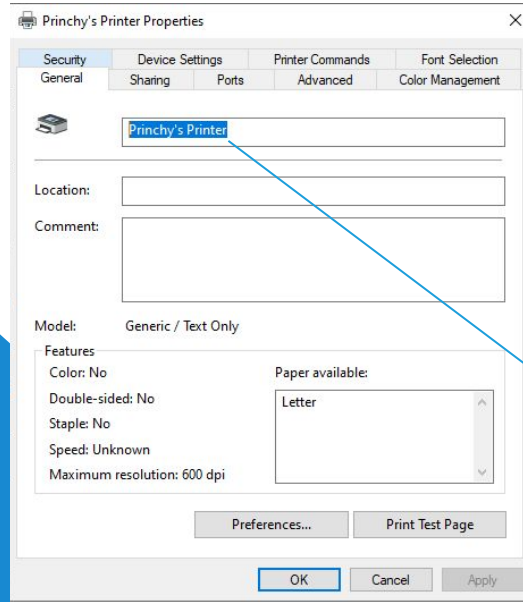 Princhy's Printer Properties
Security Device Settings Printer Commands Font Selection
General Sharing Ports Advanced Color Management
Princhy's Printer
Location:
Comment:
Model: Generic / Text Only
Features
Color: No Paper available:
Double-sided: No Letter
Staple: No
Speed: Unknown
Maximum resolution: 600 dpi
Preferences... Print Test Page
OK Cancel Apply